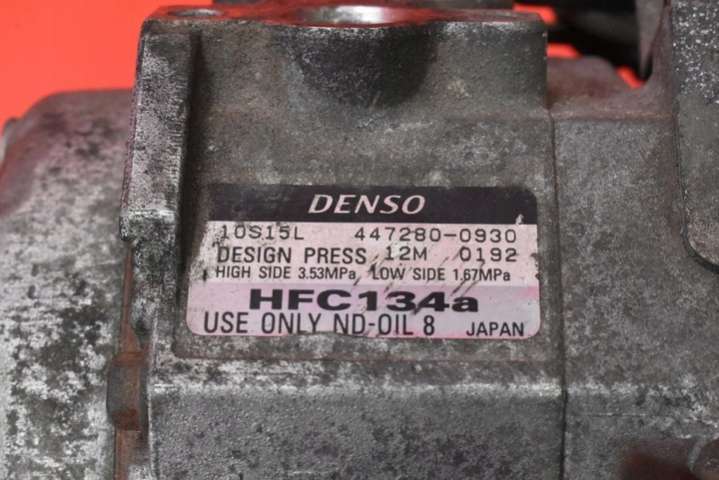 DENSO
10S15L 447280-0930
DESIGN PRESS 12M 0192
HIGH SIDE 3.53MPa LOW SIDE 1.67MPa
HFC134a
USE ONLY ND-OIL 8 JAPAN